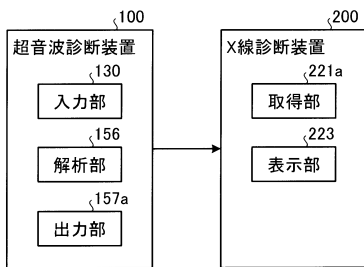 100
超音波診断装置
130
入力部
156
解析部
157a
出力部
200
X線診断装置
221a
取得部
223
表示部